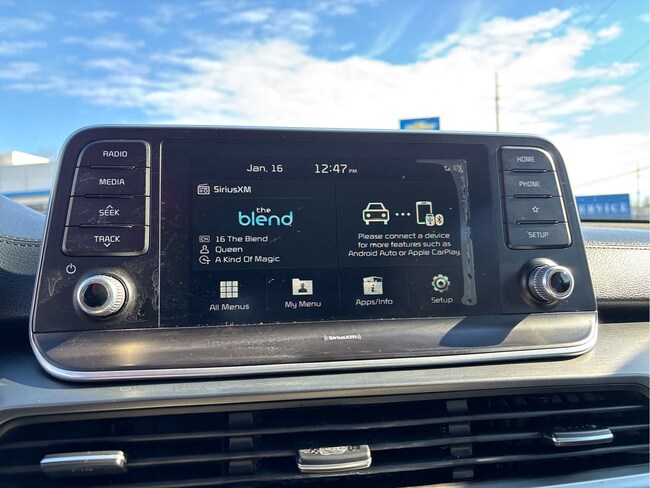 RADIO
MEDIA
SEEK
TRACK
Jan. 16 12:47 PM
SiriusXM
the
blend
CH 16 The Blend
Queen
A Kind Of Magic
Please connect a device
for more features such as
Android Auto or Apple CarPlay.
All Menus
My Menu
Apps/Info
Setup
HOME
PHONE
SETUP
SiriusXM
SERVICE